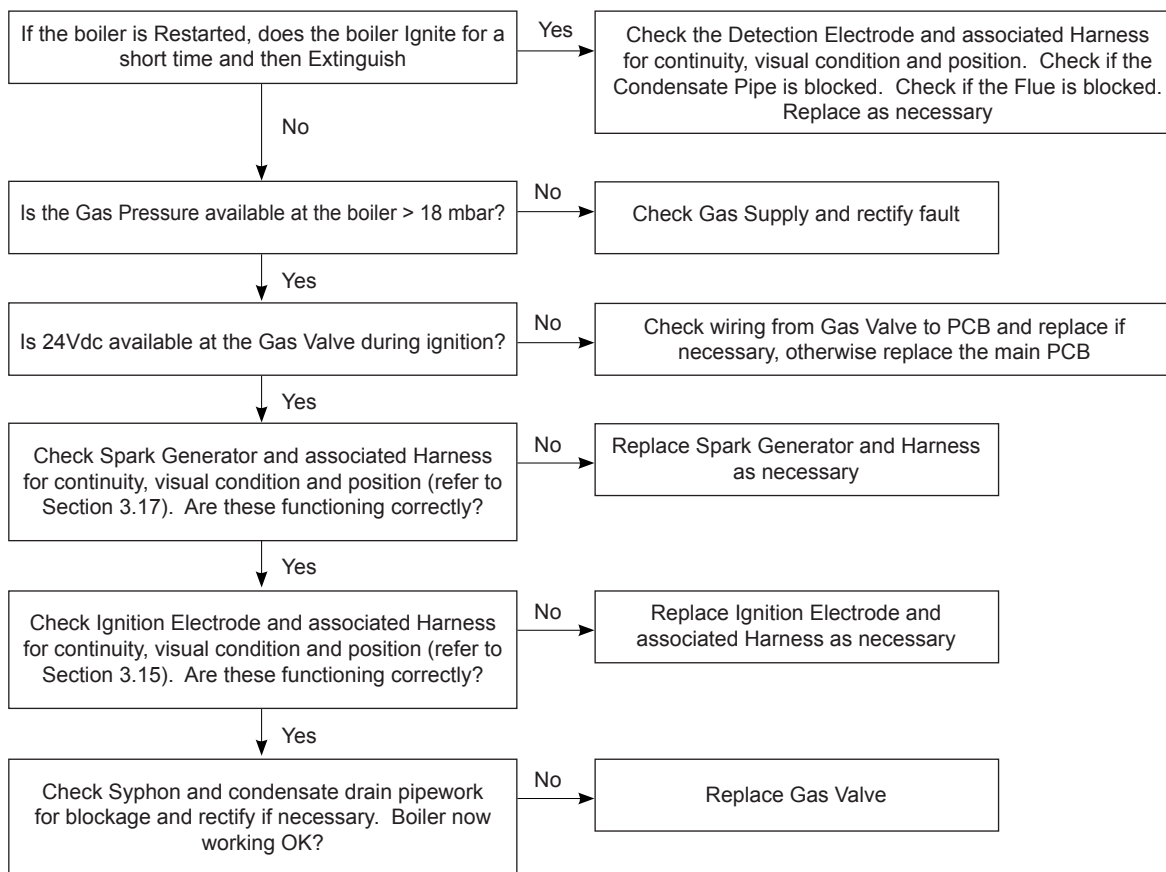 If the boiler is Restarted, does the boiler Ignite for a
short time and then Extinguish
Yes
Check the Detection Electrode and associated Harness
for continuity, visual condition and position.  Check if the
Condensate Pipe is blocked.  Check if the Flue is blocked.
Replace as necessary
No
Is the Gas Pressure available at the boiler > 18 mbar?
No
Check Gas Supply and rectify fault
Yes
Is 24Vdc available at the Gas Valve during ignition?
No
Check wiring from Gas Valve to PCB and replace if
necessary, otherwise replace the main PCB
Yes
Check Spark Generator and associated Harness
for continuity, visual condition and position (refer to
Section 3.17).  Are these functioning correctly?
No
Replace Spark Generator and Harness
as necessary
Yes
Check Ignition Electrode and associated Harness
for continuity, visual condition and position (refer to
Section 3.15).  Are these functioning correctly?
No
Replace Ignition Electrode and
associated Harness as necessary
Yes
Check Syphon and condensate drain pipework
for blockage and rectify if necessary.  Boiler now
working OK?
No
Replace Gas Valve